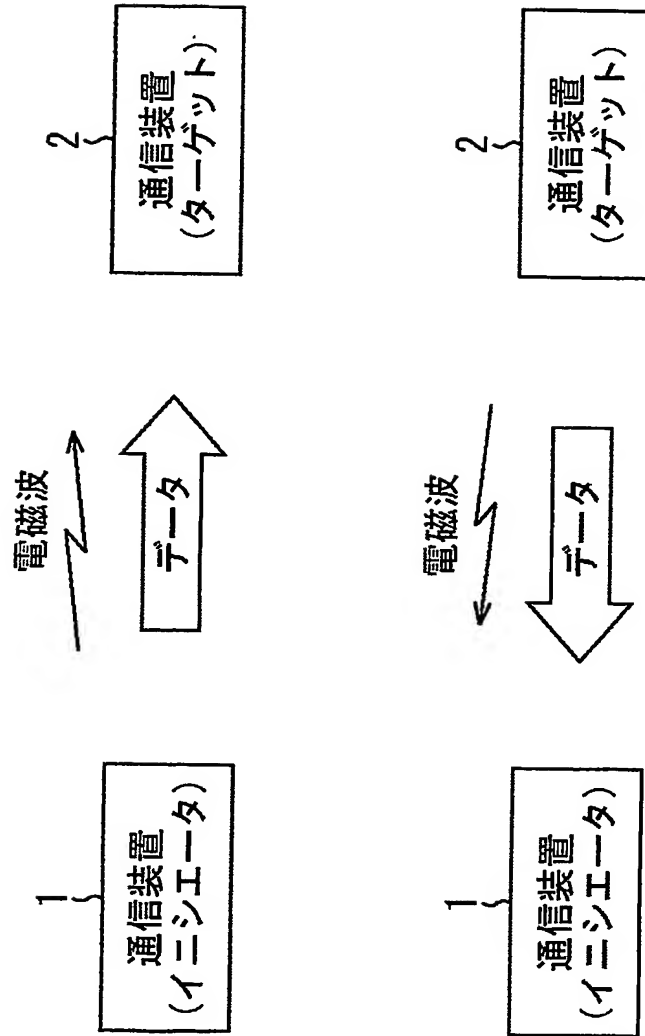 1
通信装置
(イニシエータ)
電磁波
データ
2
通信装置
(ターゲット)
1
通信装置
(イニシエータ)
電磁波
データ
2
通信装置
(ターゲット)